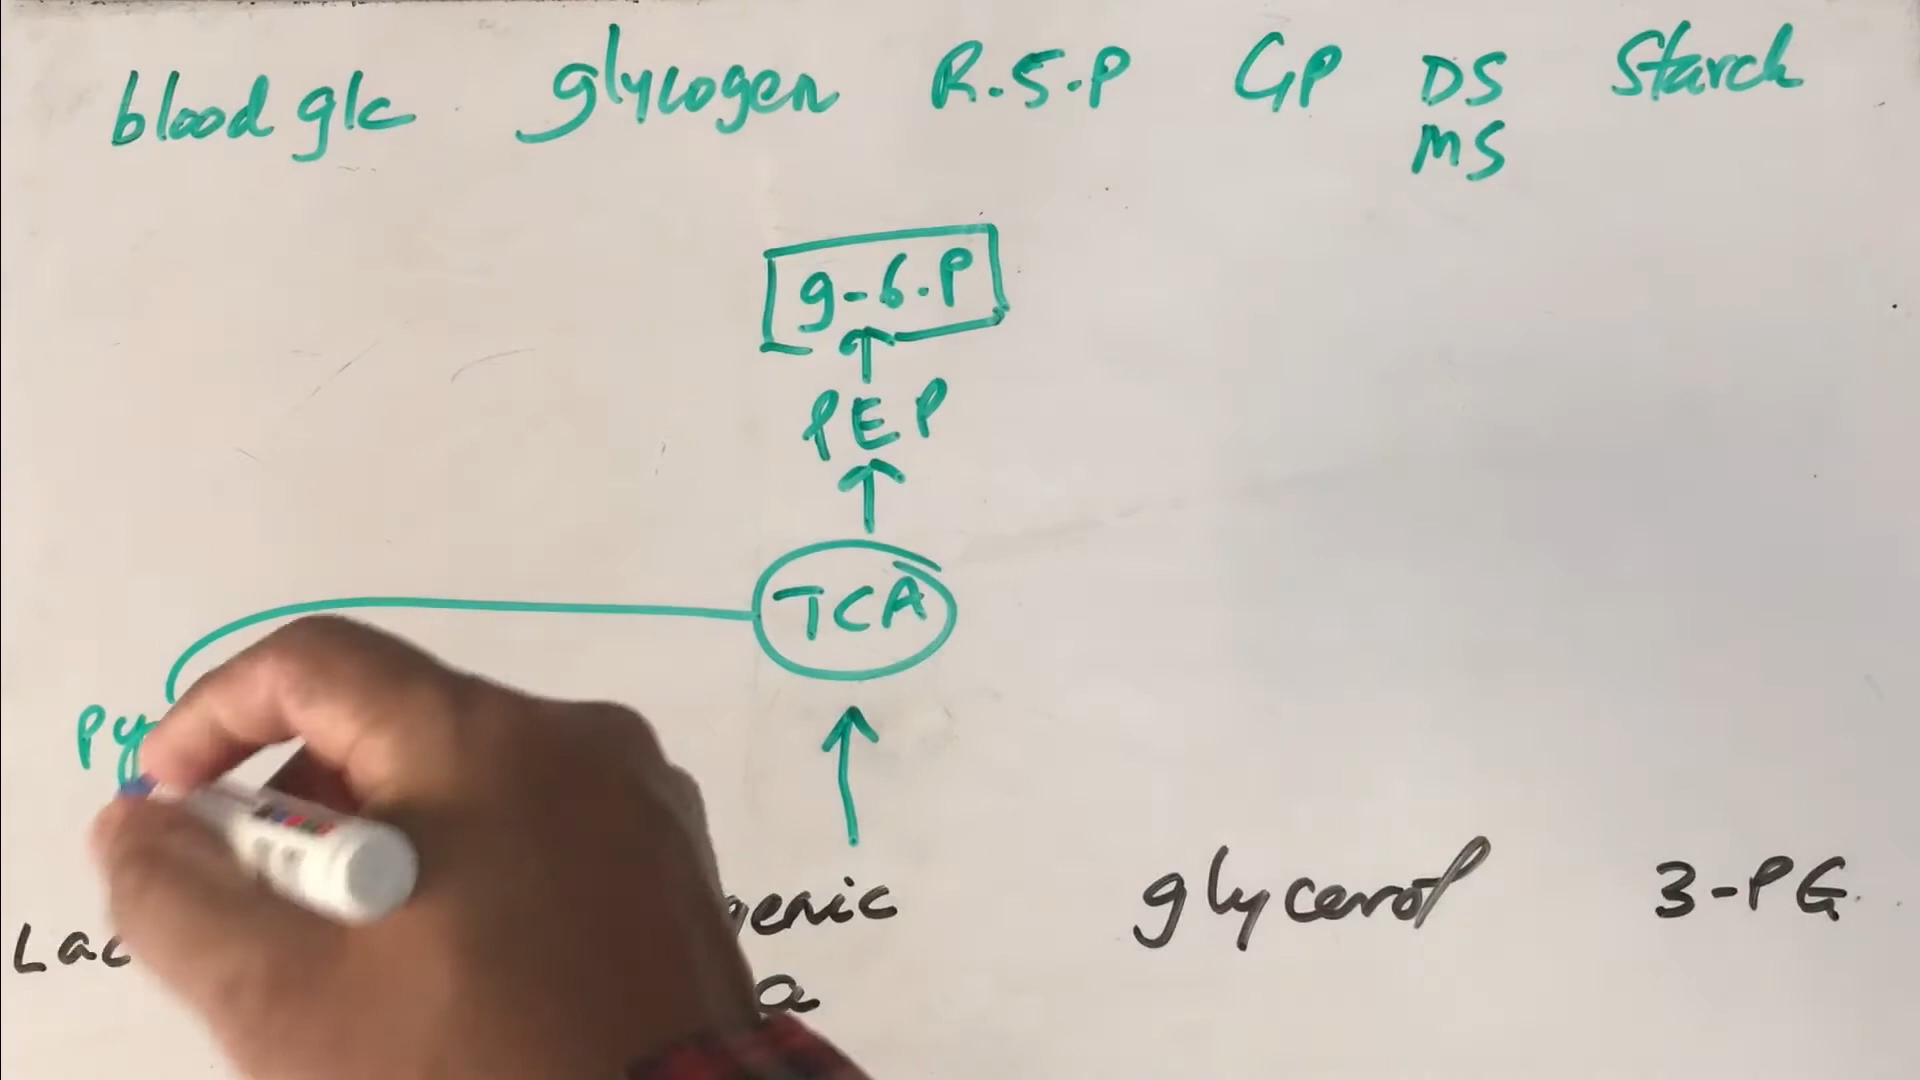 blood glc glycogen R.5.P GP DS Starch
MS
g-6.P
PEP
TCA
Py
Lac genic glycerol 3-PG
a